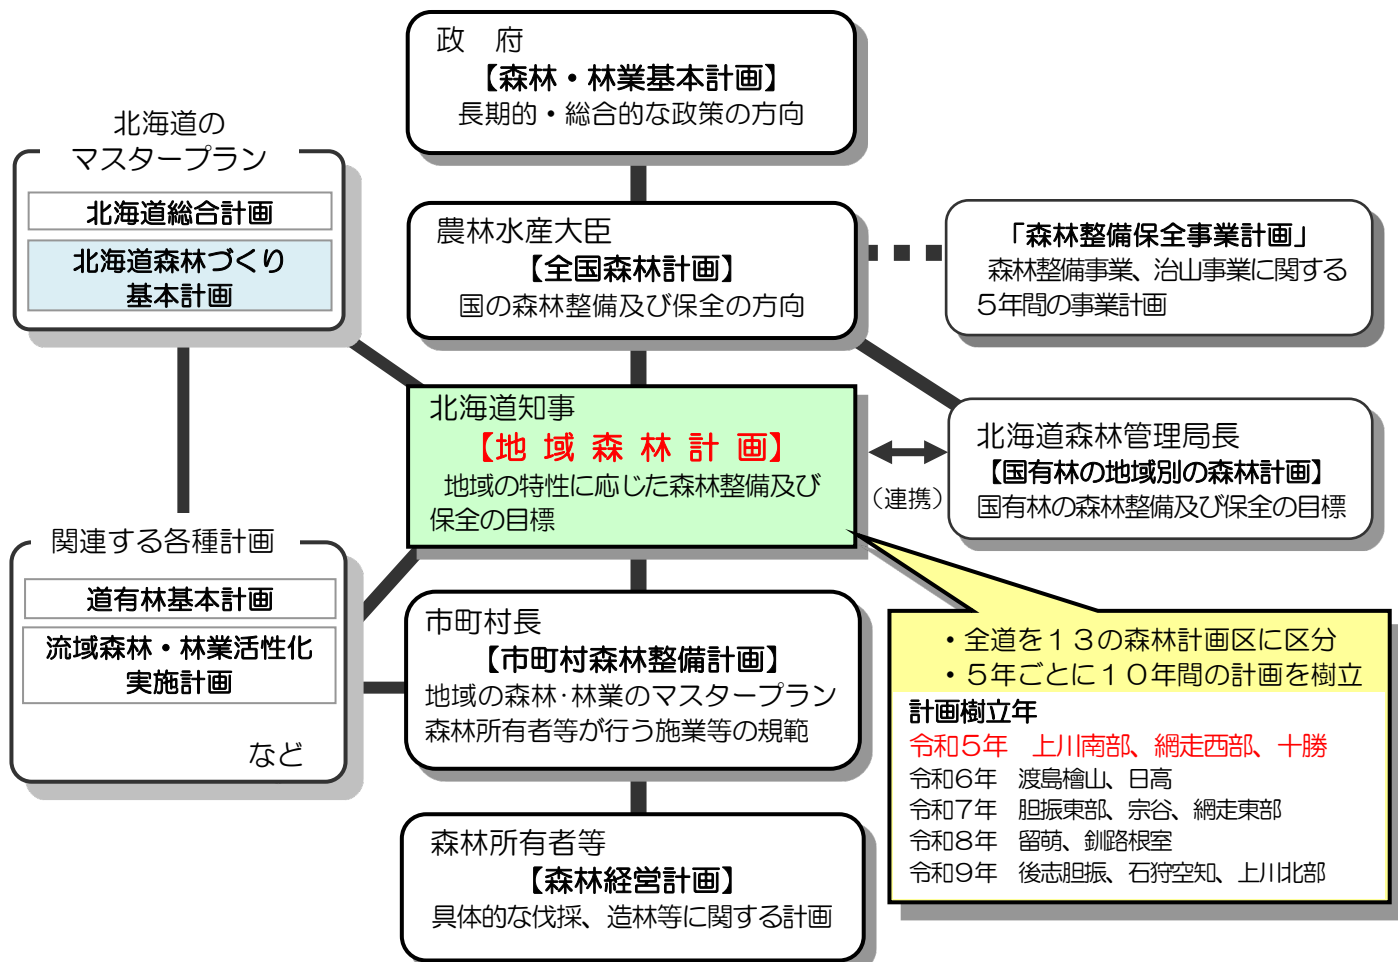 政　府
【森林・林業基本計画】
長期的・総合的な政策の方向
北海道の
マスタープラン
北海道総合計画
北海道森林づくり
基本計画
農林水産大臣
【全国森林計画】
国の森林整備及び保全の方向
「森林整備保全事業計画」
森林整備事業、治山事業に関する
５年間の事業計画
北海道知事
【地 域 森 林 計 画】
地域の特性に応じた森林整備及び
保全の目標
（連携）
北海道森林管理局長
【国有林の地域別の森林計画】
国有林の森林整備及び保全の目標
関連する各種計画
道有林基本計画
流域森林・林業活性化
実施計画
など
市町村長
【市町村森林整備計画】
地域の森林・林業のマスタープラン
森林所有者等が行う施業等の規範
・全道を１３の森林計画区に区分
・５年ごとに１０年間の計画を樹立
計画樹立年
令和５年　上川南部、網走西部、十勝
令和６年　渡島檜山、日高
令和７年　胆振東部、宗谷、網走東部
令和８年　留萌、釧路根室
令和９年　後志胆振、石狩空知、上川北部
森林所有者等
【森林経営計画】
具体的な伐採、造林等に関する計画